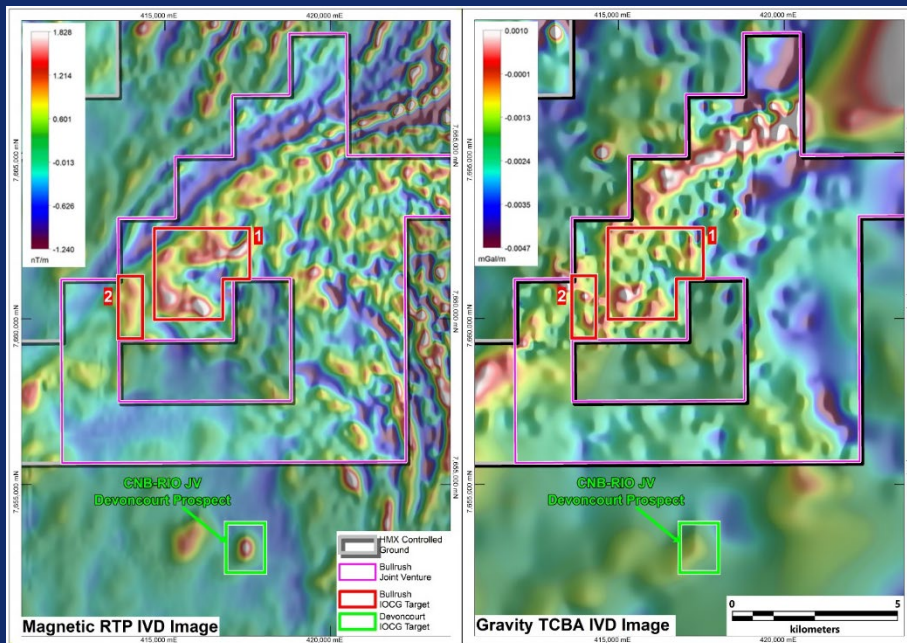 415,000 mE
420,000 mE
1.828
1.214
0.601
-0.013
-0.626
-1.240
nT/m
7,665,000 mN
7,665,000 mN
1
2
7,660,000 mN
CNB-RIO JV
Devoncourt Prospect
7,655,000 mN
HMX Controlled
Ground
Bullrush
Joint Venture
Bullrush
IOCG Target
Devoncourt
IOCG Target
Magnetic RTP IVD Image
415,000 mE
420,000 mE
415,000 mE
420,000 mE
0.0010
-0.0001
-0.0013
-0.0024
-0.0035
-0.0047
mGal/m
7,665,000 mN
1
2
7,660,000 mN
CNB-RIO JV
Devoncourt Prospect
7,655,000 mN
0
5
kilometers
Gravity TCBA IVD Image
415,000 mE
420,000 mE